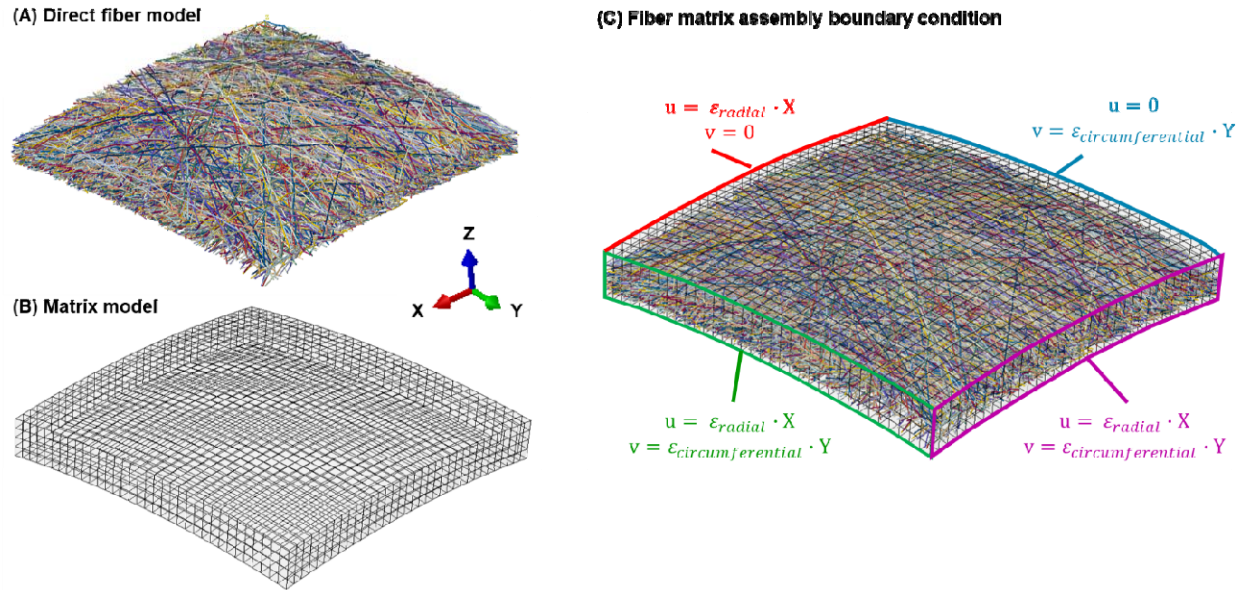 (A) Direct fiber model
Z
X
Y
(B) Matrix model
(C) Fiber matrix assembly boundary condition
u = ε_radial · X
v = 0
u = 0
v = ε_circumferential · Y
u = ε_radial · X
v = ε_circumferential · Y
u = ε_radial · X
v = ε_circumferential · Y